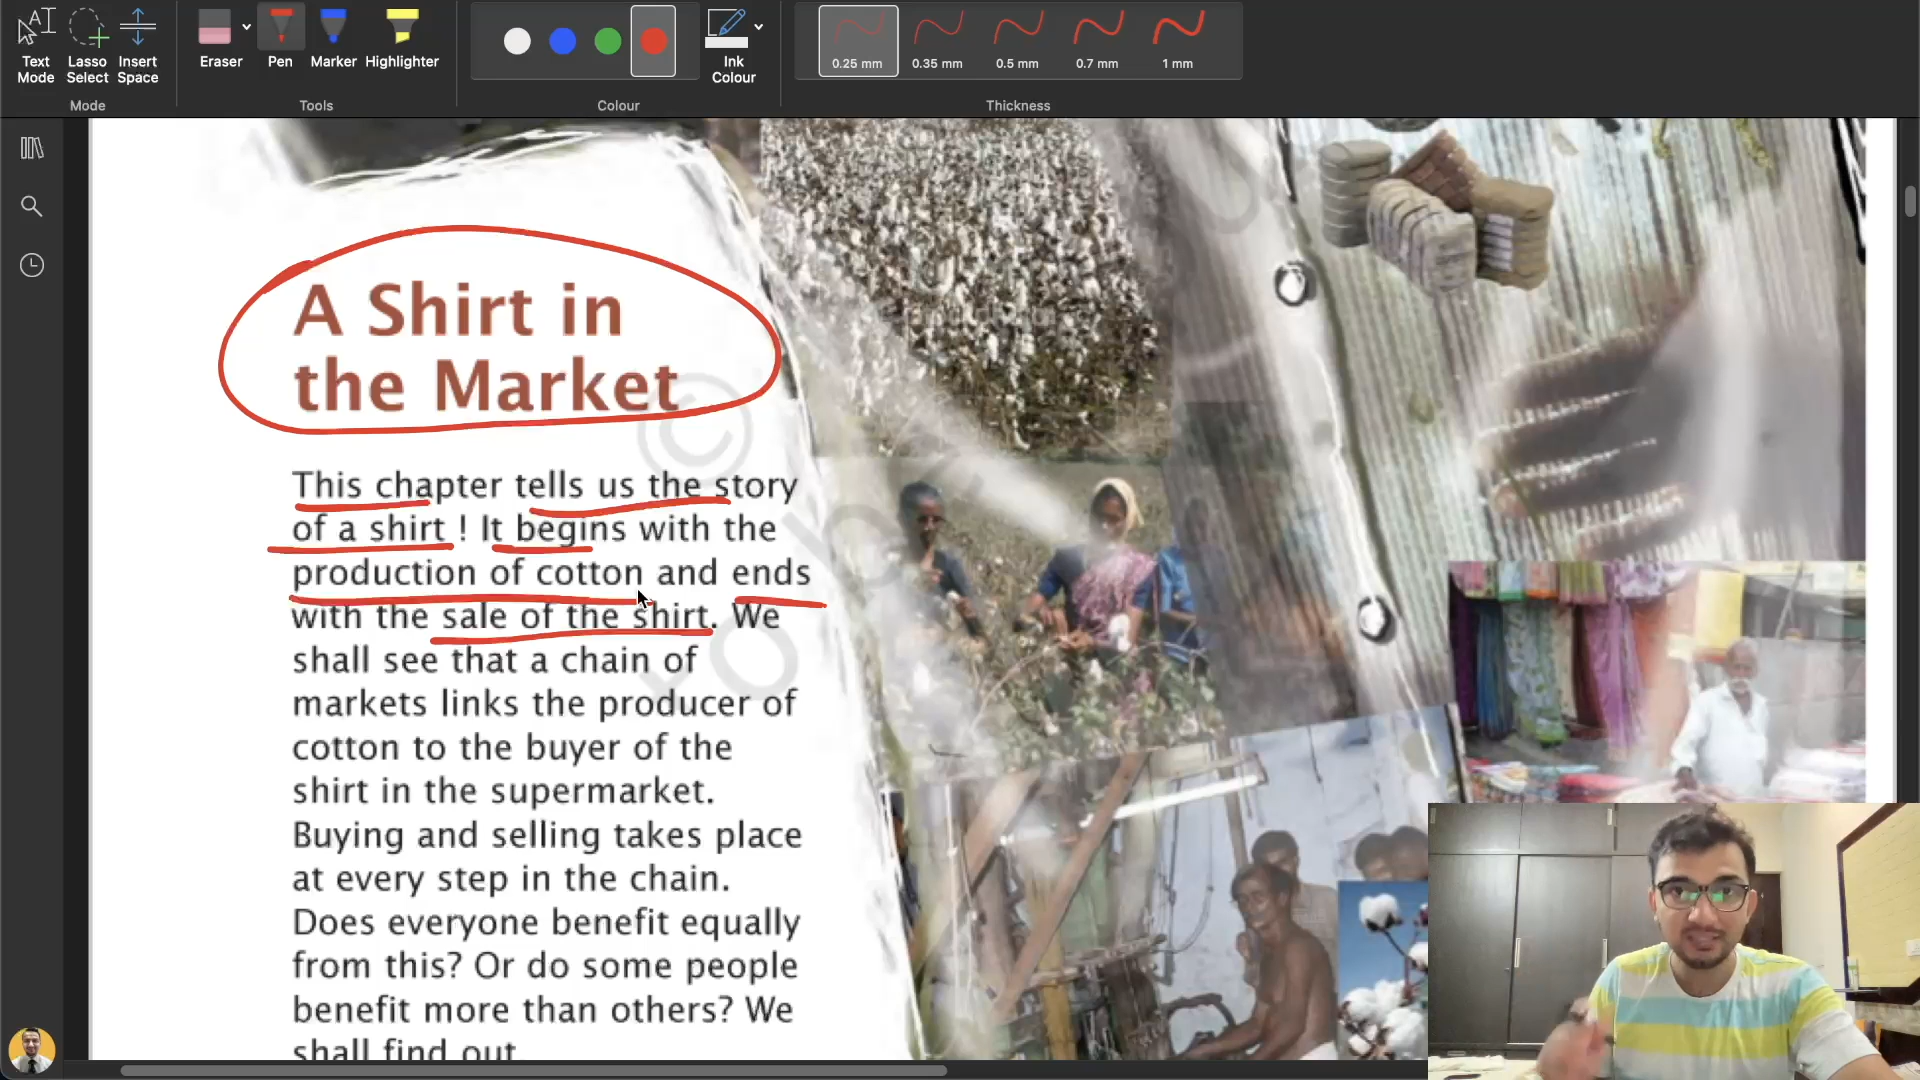 Text Mode
Lasso Select
Insert Space
Mode
Eraser
Pen
Marker
Highlighter
Tools
Colour
Ink Colour
0.25 mm
0.35 mm
0.5 mm
0.7 mm
1 mm
Thickness
A Shirt in
the Market
This chapter tells us the story
of a shirt ! It begins with the
production of cotton and ends
with the sale of the shirt. We
shall see that a chain of
markets links the producer of
cotton to the buyer of the
shirt in the supermarket.
Buying and selling takes place
at every step in the chain.
Does everyone benefit equally
from this? Or do some people
benefit more than others? We
shall find out.